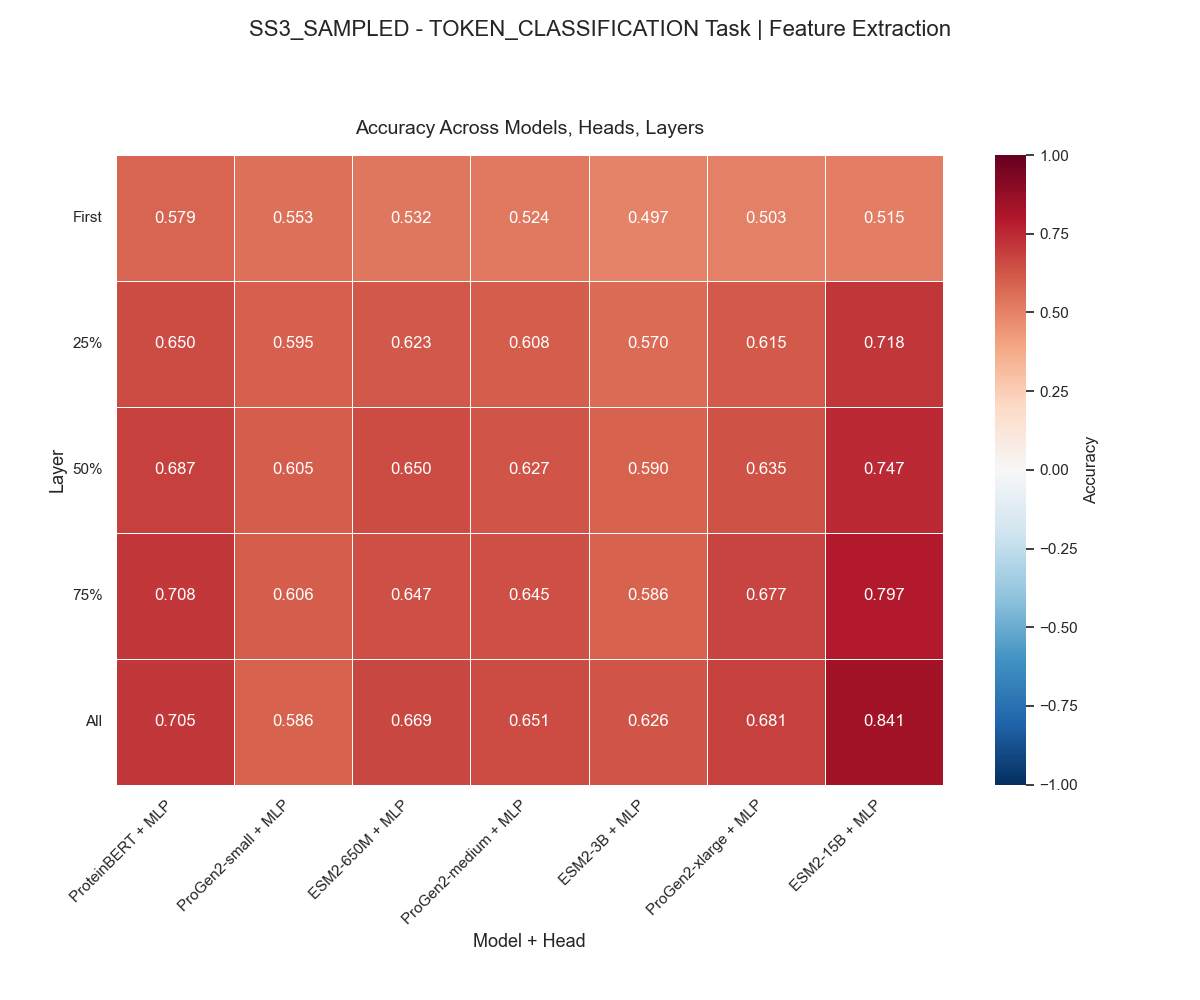 SS3_SAMPLED - TOKEN_CLASSIFICATION Task | Feature Extraction
Accuracy Across Models, Heads, Layers
First 0.579 0.553 0.532 0.524 0.497 0.503 0.515
25% 0.650 0.595 0.623 0.608 0.570 0.615 0.718
50% 0.687 0.605 0.650 0.627 0.590 0.635 0.747
75% 0.708 0.606 0.647 0.645 0.586 0.677 0.797
All 0.705 0.586 0.669 0.651 0.626 0.681 0.841
Layer
ProteinBERT + MLP
ProGen2-small + MLP
ESM2-650M + MLP
ProGen2-medium + MLP
ESM2-3B + MLP
ProGen2-xlarge + MLP
ESM2-15B + MLP
Model + Head
1.00
0.75
0.50
0.25
0.00
−0.25
−0.50
−0.75
−1.00
Accuracy